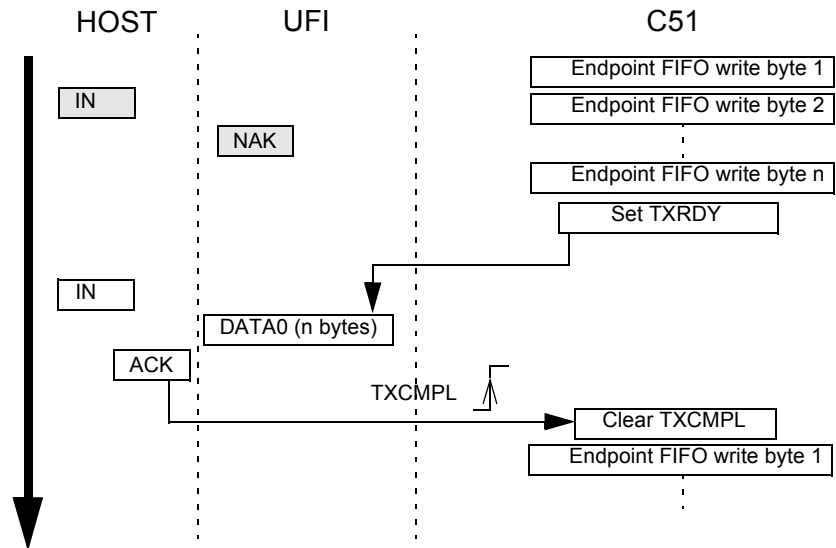 HOST UFI C51
Endpoint FIFO write byte 1
IN Endpoint FIFO write byte 2
NAK
Endpoint FIFO write byte n
Set TXRDY
IN
DATA0 (n bytes)
ACK
TXCMPL
Clear TXCMPL
Endpoint FIFO write byte 1